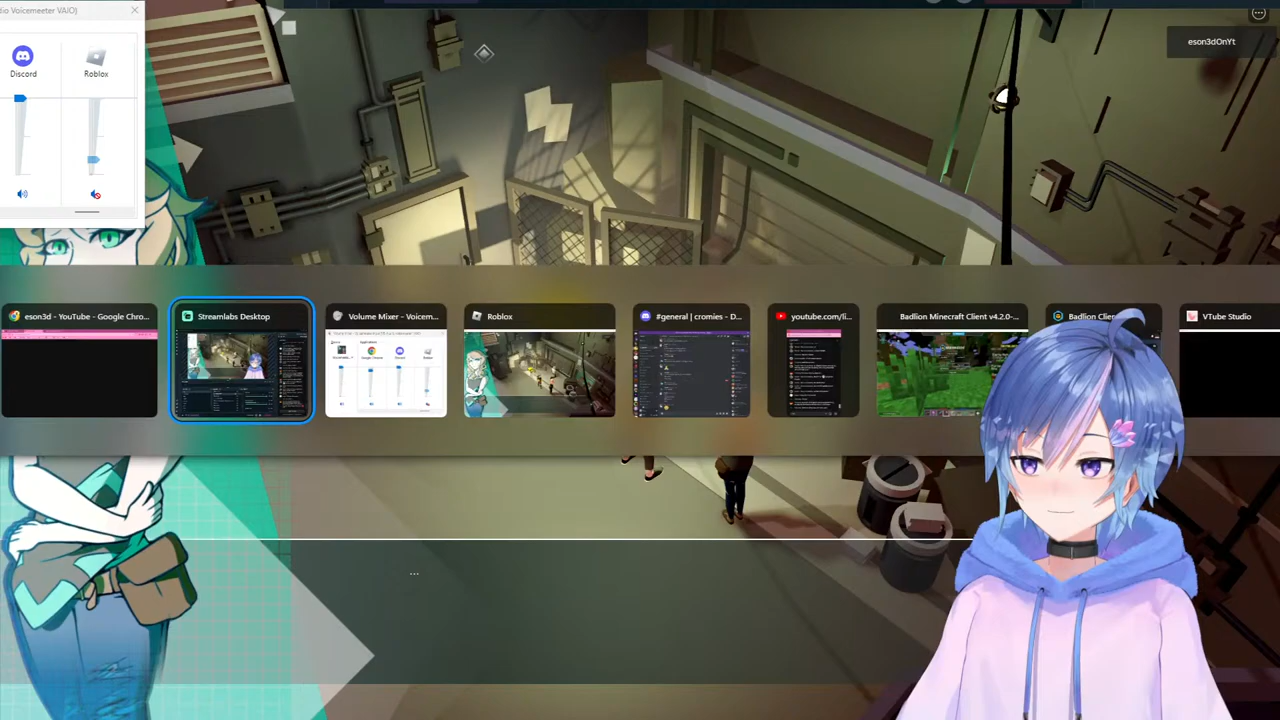 dio Voicemeeter VAIO)
Discord
Roblox
eson3dOnYt
eson3d - YouTube - Google Chro...
Streamlabs Desktop
Volume Mixer - Voicem...
Roblox
#general | cromies - D...
youtube.com/li...
Badlion Minecraft Client v4.2.0-...
Badlion Clie
VTube Studio
...